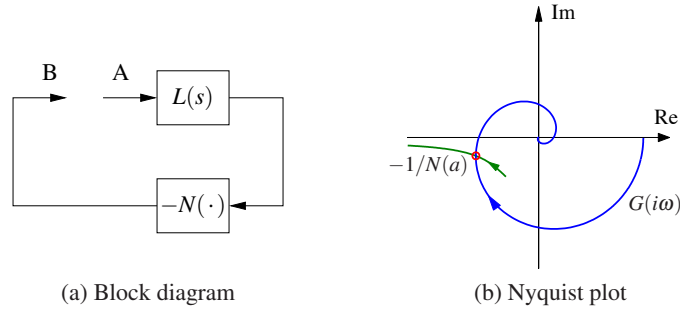 B
A
L(s)
−N(·)
(a) Block diagram
Im
Re
−1/N(a)
G(iω)
(b) Nyquist plot